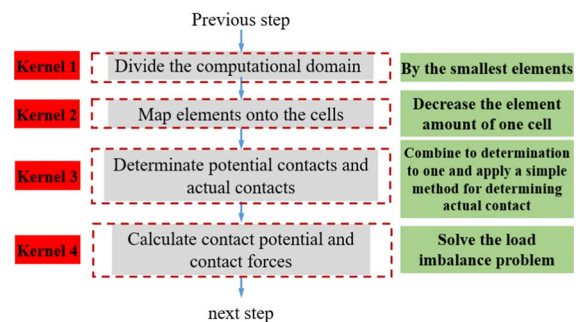 Previous step
Kernel 1
Divide the computational domain
By the smallest elements
Kernel 2
Map elements onto the cells
Decrease the element
amount of one cell
Kernel 3
Determinate potential contacts and
actual contacts
Combine to determination
to one and apply a simple
method for determining
actual contact
Kernel 4
Calculate contact potential and
contact forces
Solve the load
imbalance problem
next step